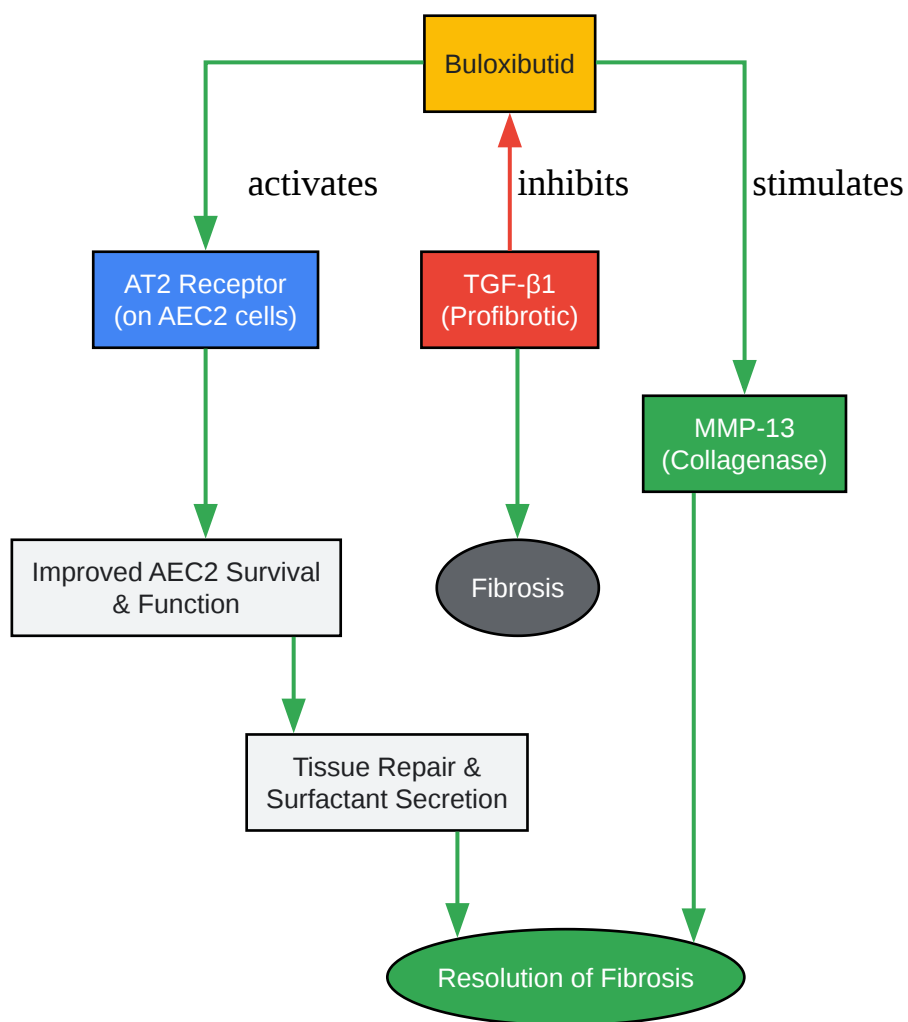 Buloxibutid
activates
inhibits
stimulates
AT2 Receptor
(on AEC2 cells)
TGF-β1
(Profibrotic)
MMP-13
(Collagenase)
Improved AEC2 Survival
& Function
Fibrosis
Tissue Repair &
Surfactant Secretion
Resolution of Fibrosis